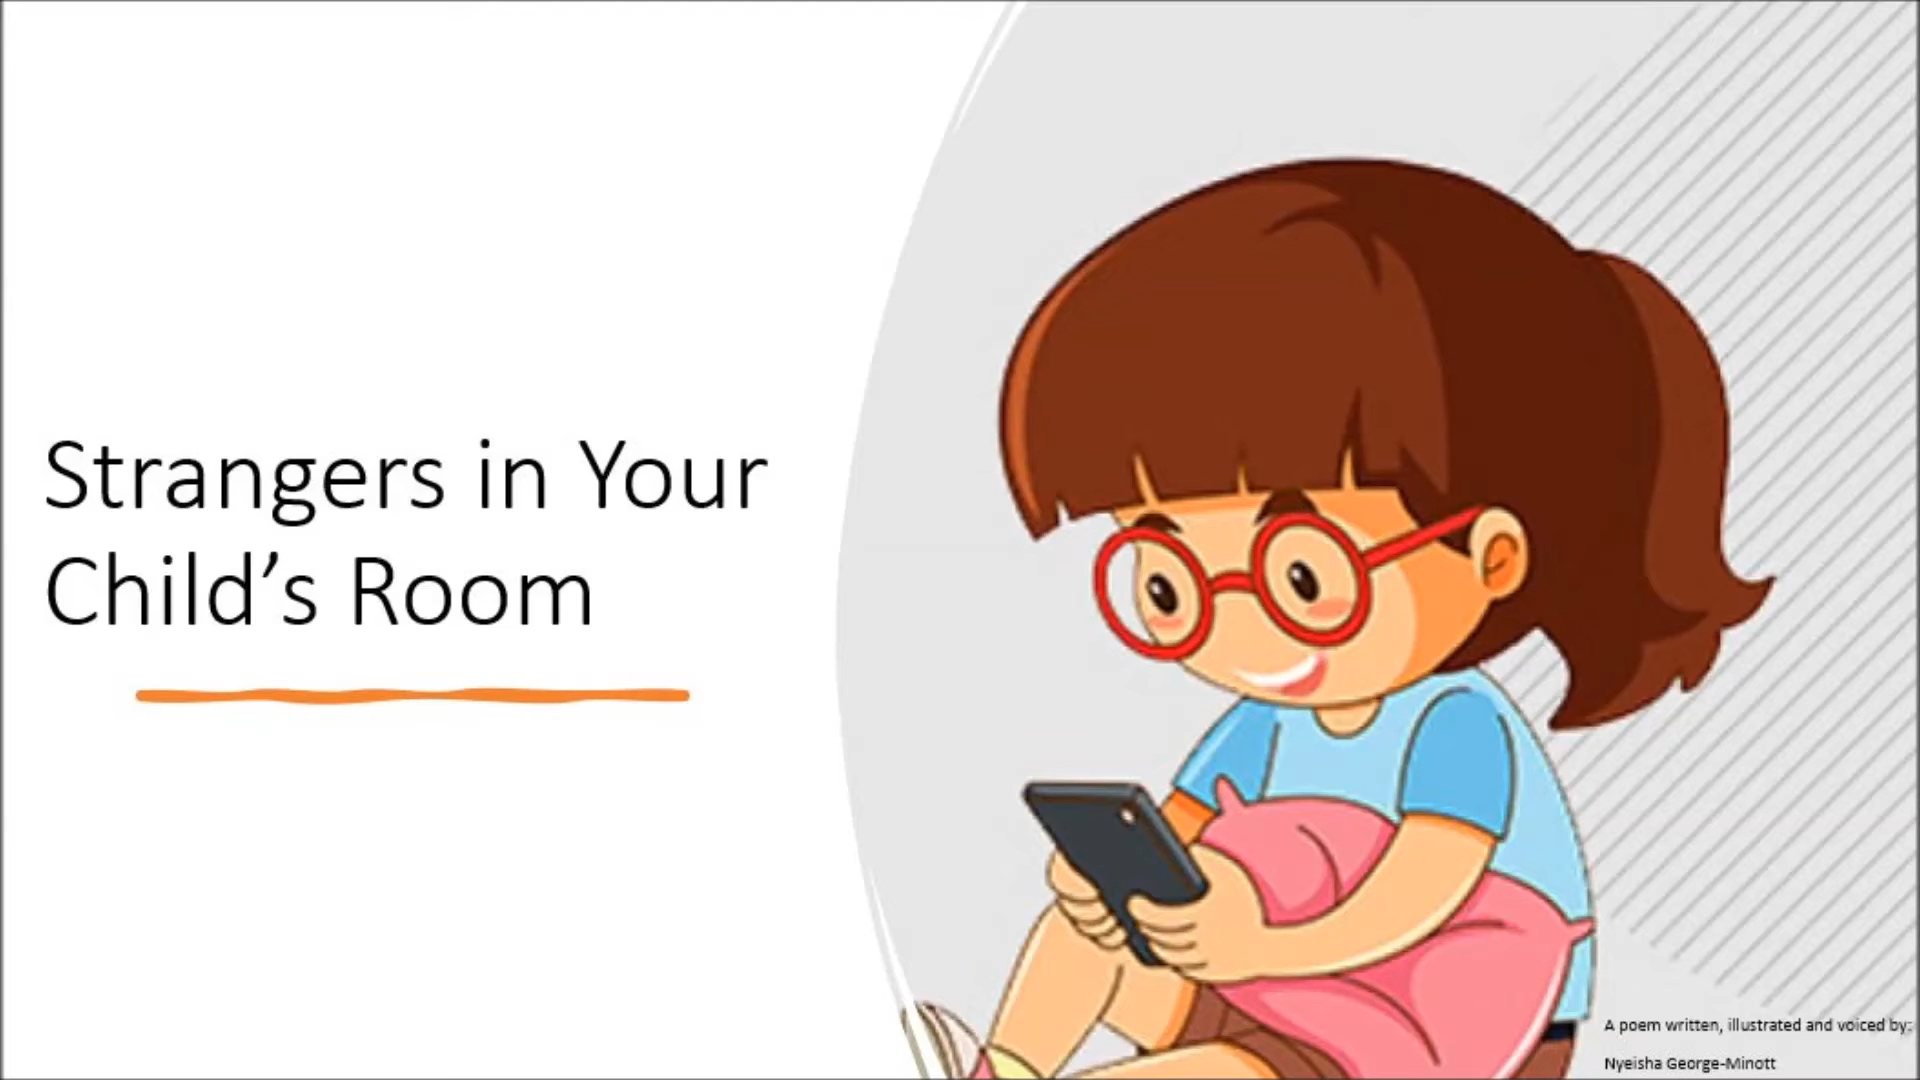 Strangers in Your
Child’s Room
A poem written, illustrated and voiced by:
Nyeisha George-Minott